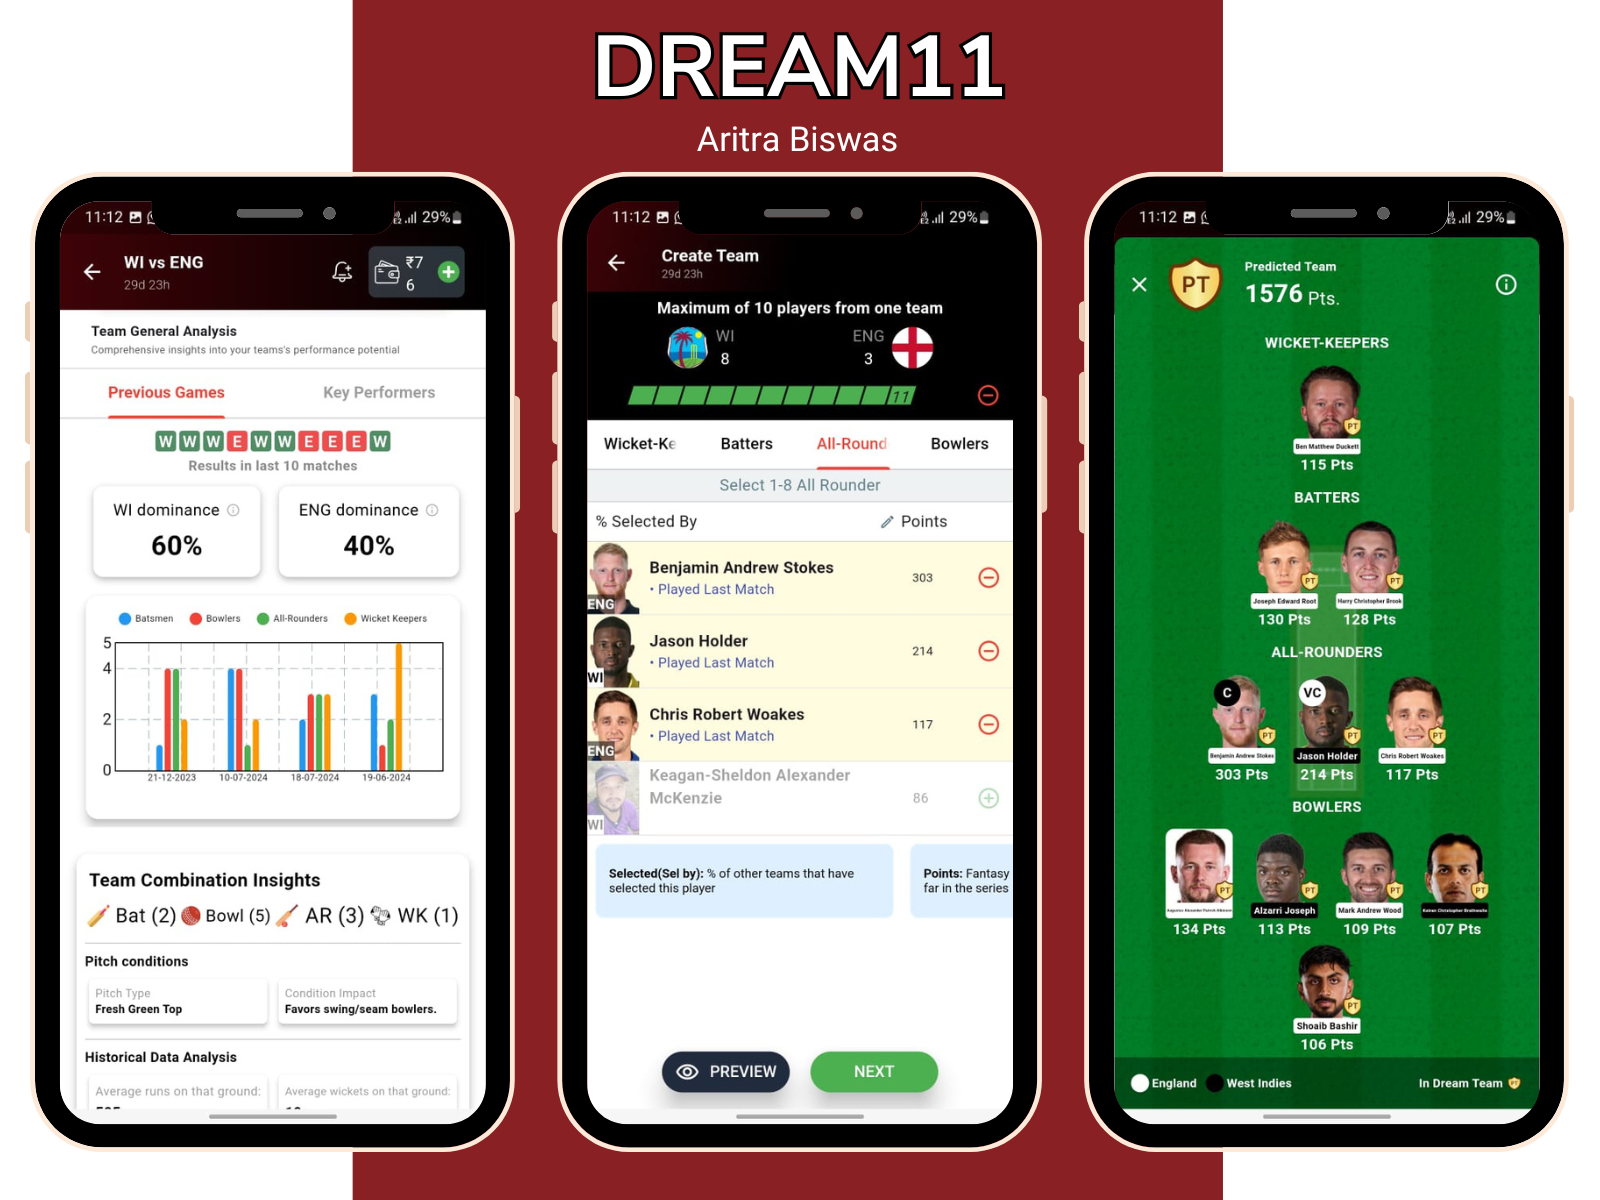 DREAM11
Aritra Biswas
11:12
29%
WI vs ENG
29d 23h
₹7
6
Team General Analysis
Comprehensive insights into your teams's performance potential
Previous Games
Key Performers
W W W E W W E E E W
Results in last 10 matches
WI dominance
60%
ENG dominance
40%
Batsmen
Bowlers
All-Rounders
Wicket Keepers
5
4
2
0
21-12-2023
10-07-2024
18-07-2024
19-06-2024
Team Combination Insights
Bat (2) Bowl (5) AR (3) WK (1)
Pitch conditions
Pitch Type
Fresh Green Top
Condition Impact
Favors swing/seam bowlers.
Historical Data Analysis
Average runs on that ground:
Average wickets on that ground:
11:12
29%
Create Team
29d 23h
Maximum of 10 players from one team
WI
8
ENG
3
11
Wicket-Ke
Batters
All-Round
Bowlers
Select 1-8 All Rounder
% Selected By
Points
Benjamin Andrew Stokes
• Played Last Match
303
ENG
Jason Holder
• Played Last Match
214
WI
Chris Robert Woakes
• Played Last Match
117
ENG
Keagan-Sheldon Alexander
McKenzie
86
WI
Selected(Sel by): % of other teams that have
selected this player
Points: Fantasy
far in the series
PREVIEW
NEXT
11:12
29%
PT
Predicted Team
1576 Pts.
WICKET-KEEPERS
PT
Ben Matthew Duckett
115 Pts
BATTERS
PT
PT
Joseph Edward Root
Harry Christopher Brook
130 Pts
128 Pts
ALL-ROUNDERS
C
VC
PT
PT
PT
Benjamin Andrew Stokes
Jason Holder
Chris Robert Woakes
303 Pts
214 Pts
117 Pts
BOWLERS
PT
PT
PT
PT
Alzarri Joseph
Mark Andrew Wood
134 Pts
113 Pts
109 Pts
107 Pts
PT
Shoaib Bashir
106 Pts
England
West Indies
In Dream Team